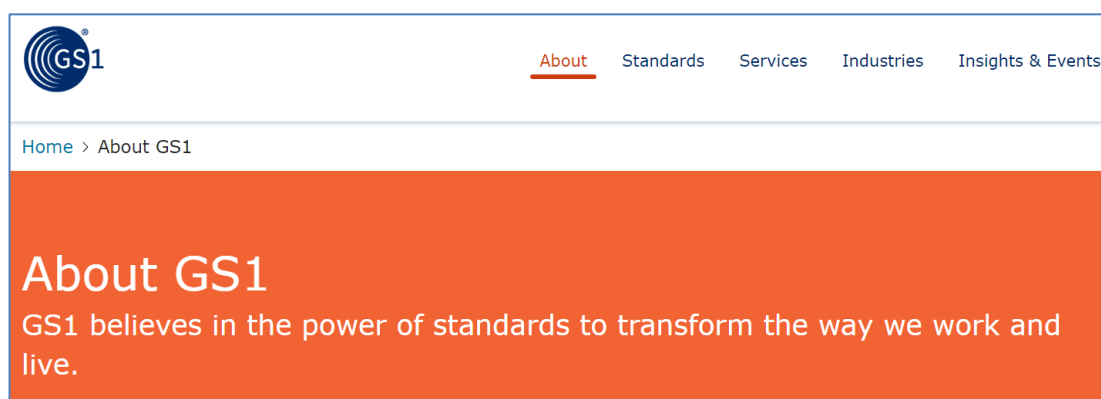 GS1®
About Standards Services Industries Insights & Events
Home > About GS1
About GS1
GS1 believes in the power of standards to transform the way we work and
live.